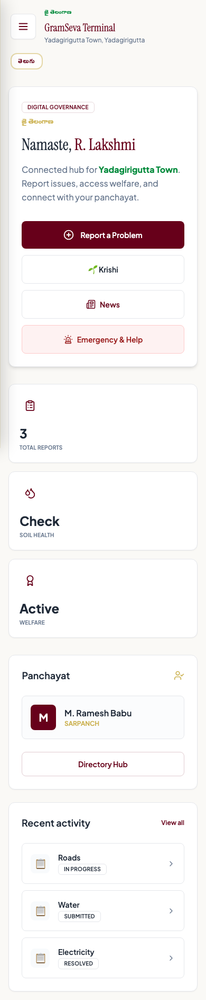 జై తెలంగాణ
GramSeva Terminal
Yadagirigutta Town, Yadagirigutta
తెలుగు
DIGITAL GOVERNANCE
జై తెలంగాణ
Namaste, R. Lakshmi
Connected hub for Yadagirigutta Town.
Report issues, access welfare, and
connect with your panchayat.
Report a Problem
Krishi
News
Emergency & Help
3
TOTAL REPORTS
Check
SOIL HEALTH
Active
WELFARE
Panchayat
M
M. Ramesh Babu
SARPANCH
Directory Hub
Recent activity
View all
Roads
IN PROGRESS
Water
SUBMITTED
Electricity
RESOLVED